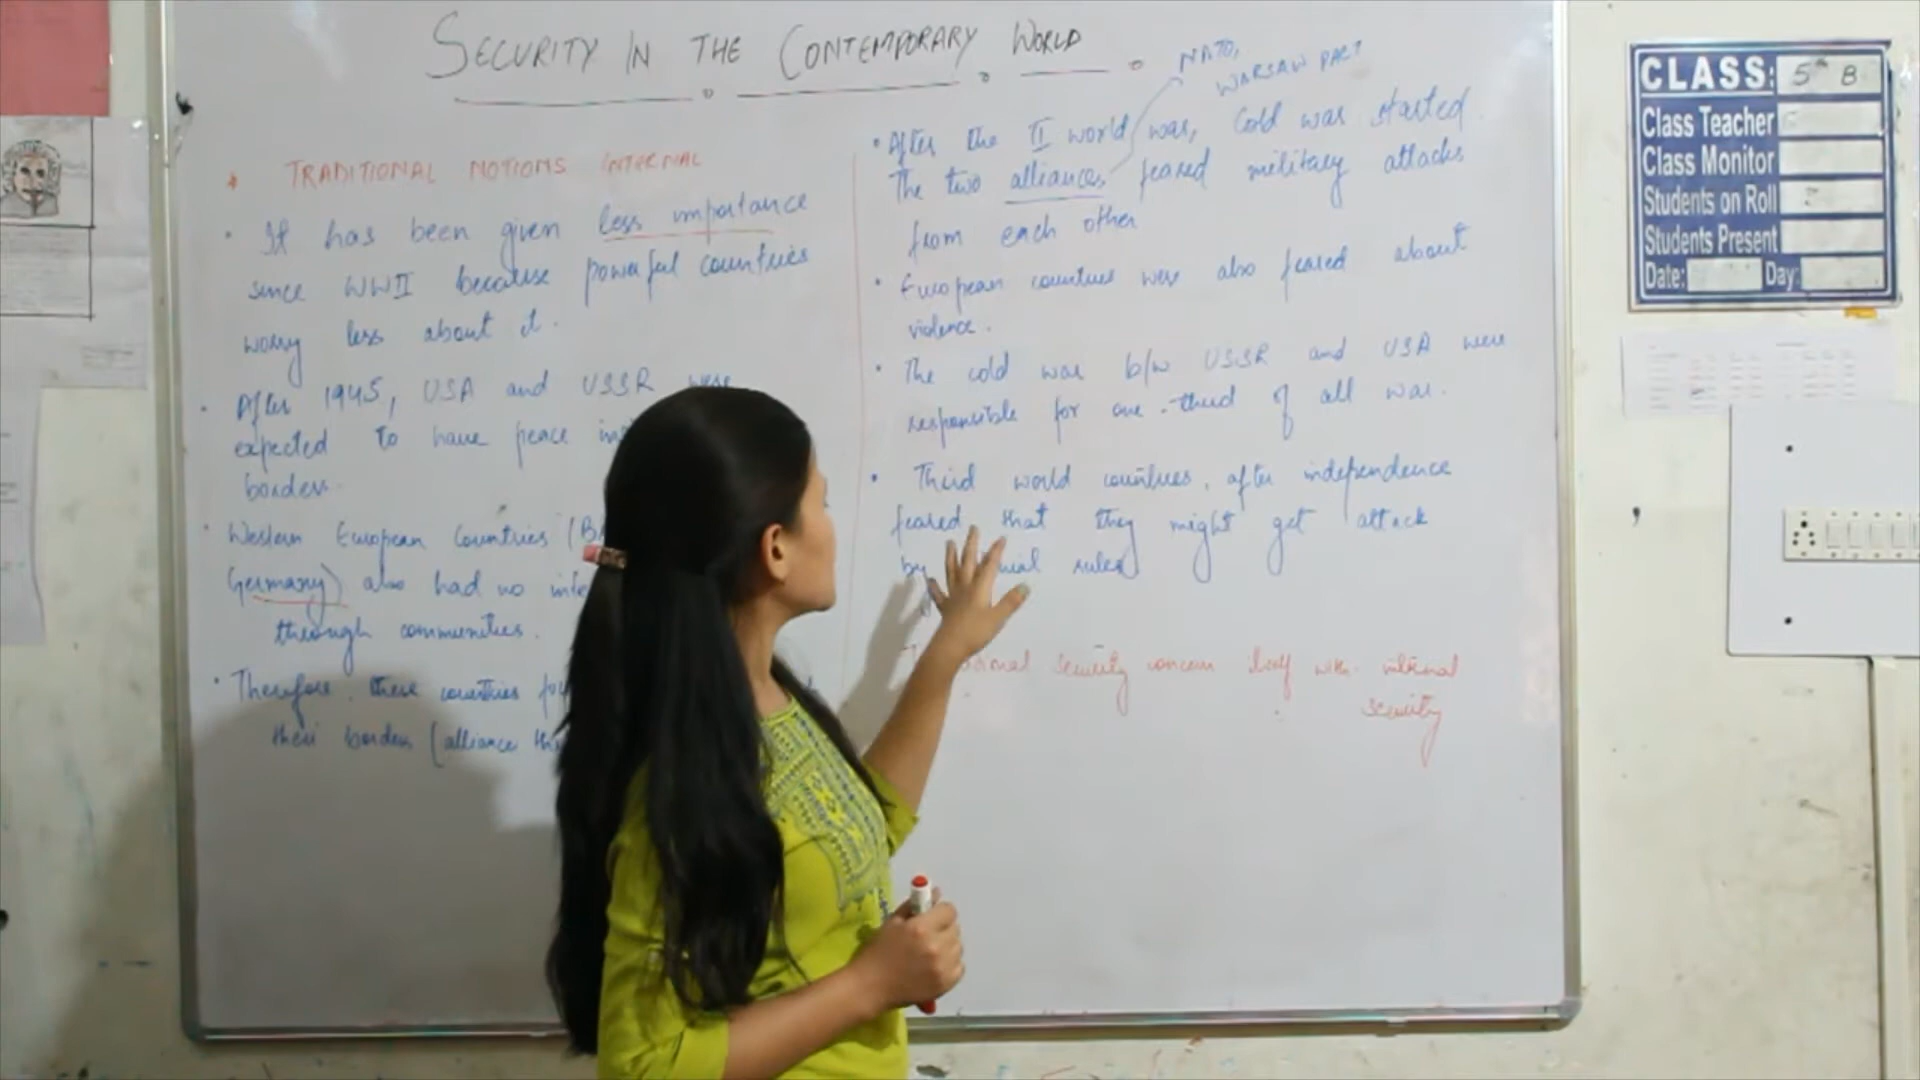 SECURITY IN THE CONTEMPORARY WORLD
TRADITIONAL NOTIONS INTERNAL
It has been given less importance
since WWII because powerful countries
worry less about it.
After 1945, USA and USSR were
expected to have peace
borders.
Western European Countries
Germany) also had no
through communities.
Therefore, these countries
their borders (alliance
NATO,
WARSAW PACT
After the II world war, Cold war started
The two alliances feared military attacks
from each other
European countries were also feared about
violence.
The cold war b/w USSR and USA were
responsible for one-third of all war.
Third world countries, after independence
feared that they might get attack
by rulers
security concern with internal
security
CLASS: 5th B
Class Teacher
Class Monitor
Students on Roll
Students Present
Date: Day: